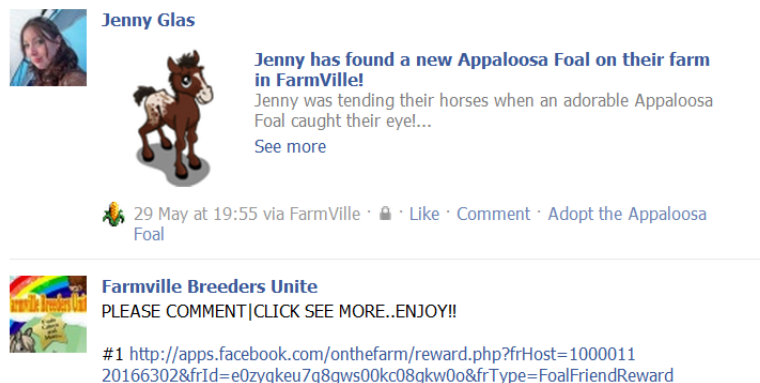 Jenny Glas
Jenny has found a new Appaloosa Foal on their farm
in FarmVille!
Jenny was tending their horses when an adorable Appaloosa
Foal caught their eye!...
See more
29 May at 19:55 via FarmVille · · Like · Comment · Adopt the Appaloosa
Foal
Farmville Breeders Unite
PLEASE COMMENT|CLICK SEE MORE..ENJOY!!
#1 http://apps.facebook.com/onthefarm/reward.php?frHost=1000011
20166302&frId=e0zyqkeu7q8gws00kc08gkw0o&frType=FoalFriendReward